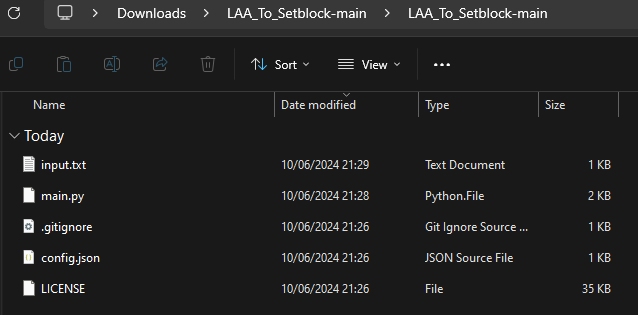 Downloads > LAA_To_Setblock-main > LAA_To_Setblock-main
Sort View
Name Date modified Type Size
Today
input.txt 10/06/2024 21:29 Text Document 1 KB
main.py 10/06/2024 21:28 Python.File 2 KB
.gitignore 10/06/2024 21:26 Git Ignore Source ... 1 KB
config.json 10/06/2024 21:26 JSON Source File 1 KB
LICENSE 10/06/2024 21:26 File 35 KB